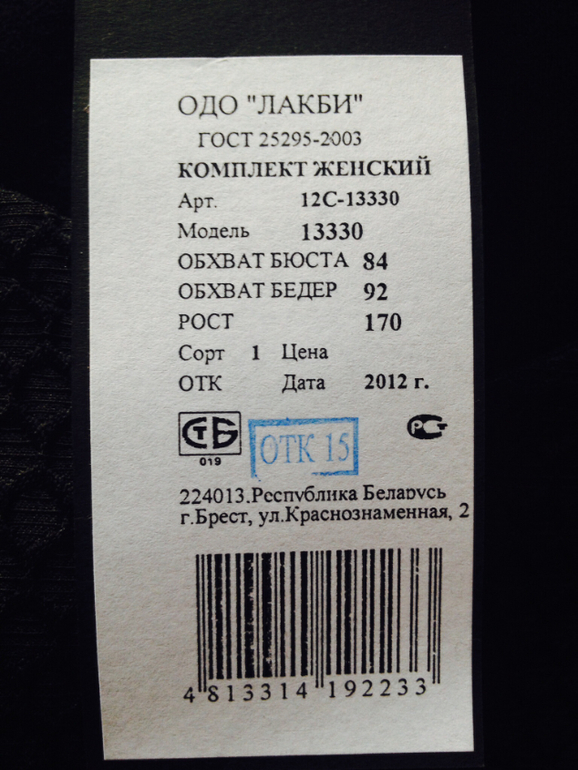 ОДО "ЛАКБИ"
ГОСТ 25295-2003
КОМПЛЕКТ ЖЕНСКИЙ
Арт. 12С-13330
Модель 13330
ОБХВАТ БЮСТА 84
ОБХВАТ БЕДЕР 92
РОСТ 170
Сорт 1 Цена
ОТК Дата 2012 г.
СТБ ОТК 15 РСТ
019
224013.Республика Беларусь
г.Брест, ул.Краснознаменная, 2
4 813314 192233